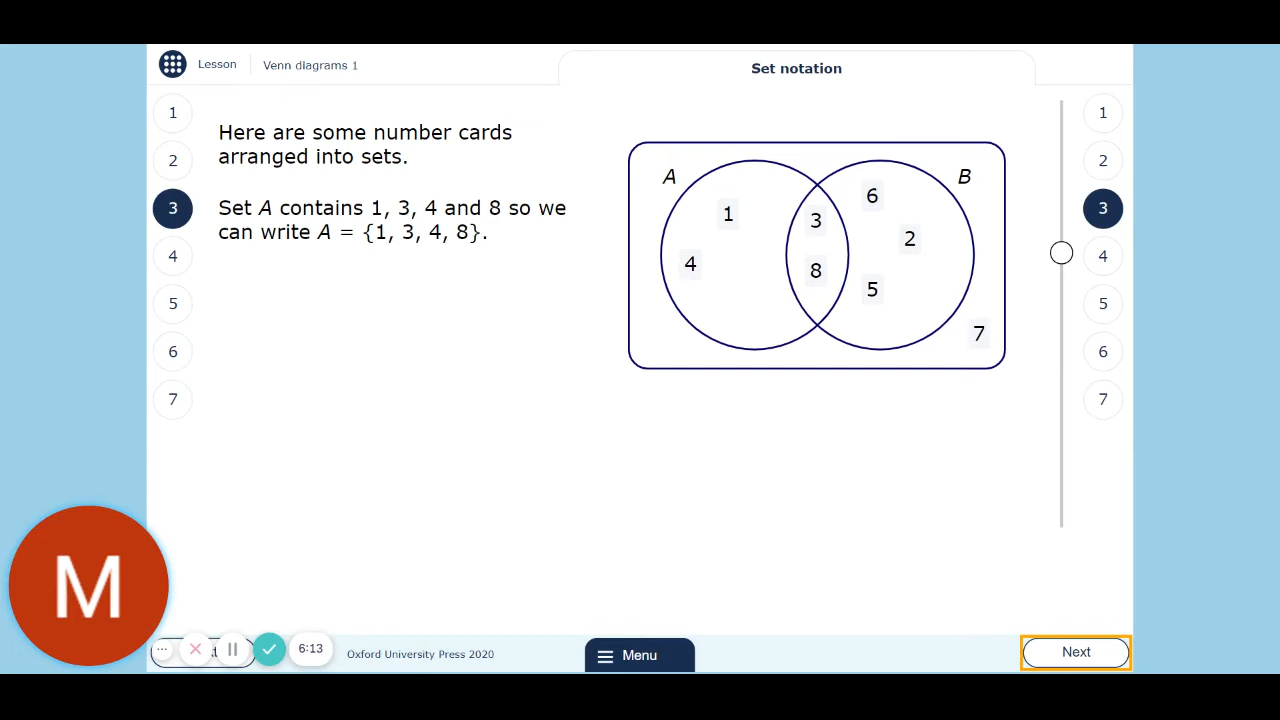 Lesson
Venn diagrams 1
Set notation
1
2
3
4
5
6
7
Here are some number cards
arranged into sets.
Set A contains 1, 3, 4 and 8 so we
can write A = {1, 3, 4, 8}.
A
B
1
4
3
8
6
2
5
7
1
2
3
4
5
6
7
M
6:13
Oxford University Press 2020
Menu
Next